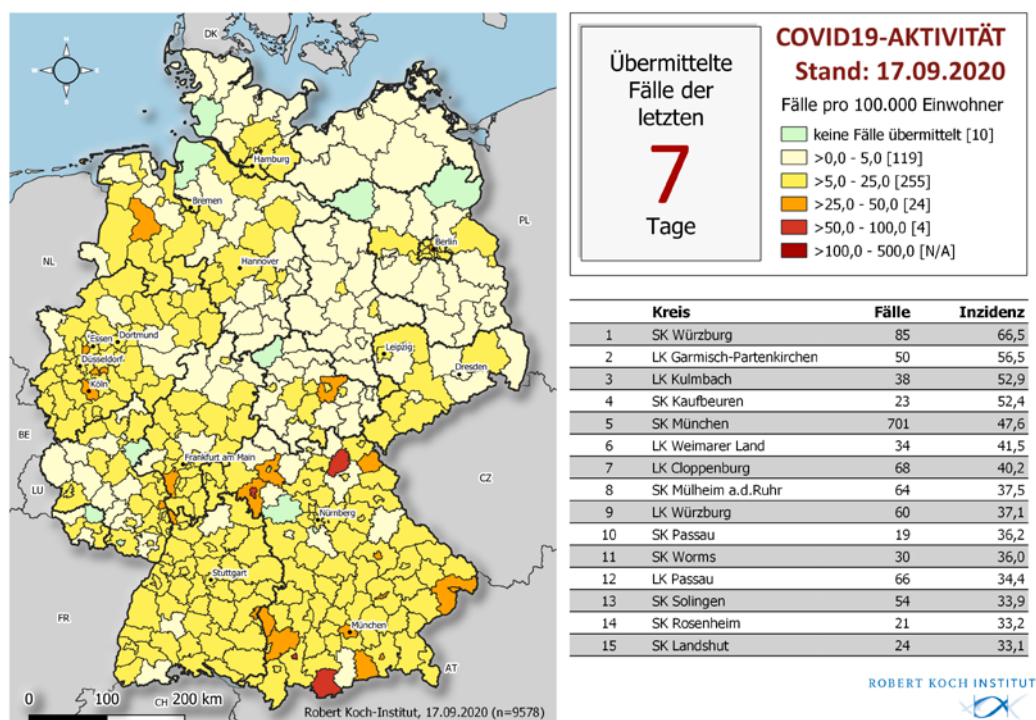 DK
Hamburg
Bremen
PL
Berlin
NL
Hannover
Essen
Dortmund
Düsseldorf
Leipzig
Köln
Dresden
BE
Frankfurt am Main
LU
CZ
Nürnberg
Stuttgart
FR
München
AT
0 100 CH 200 km
Robert Koch-Institut, 17.09.2020 (n=9578)
Übermittelte
Fälle der
letzten
7
Tage
COVID19-AKTIVITÄT
Stand: 17.09.2020
Fälle pro 100.000 Einwohner
keine Fälle übermittelt [10]
>0,0 - 5,0 [119]
>5,0 - 25,0 [255]
>25,0 - 50,0 [24]
>50,0 - 100,0 [4]
>100,0 - 500,0 [N/A]
Kreis Fälle Inzidenz
1 SK Würzburg 85 66,5
2 LK Garmisch-Partenkirchen 50 56,5
3 LK Kulmbach 38 52,9
4 SK Kaufbeuren 23 52,4
5 SK München 701 47,6
6 LK Weimarer Land 34 41,5
7 LK Cloppenburg 68 40,2
8 SK Mülheim a.d.Ruhr 64 37,5
9 LK Würzburg 60 37,1
10 SK Passau 19 36,2
11 SK Worms 30 36,0
12 LK Passau 66 34,4
13 SK Solingen 54 33,9
14 SK Rosenheim 21 33,2
15 SK Landshut 24 33,1
ROBERT KOCH INSTITUT